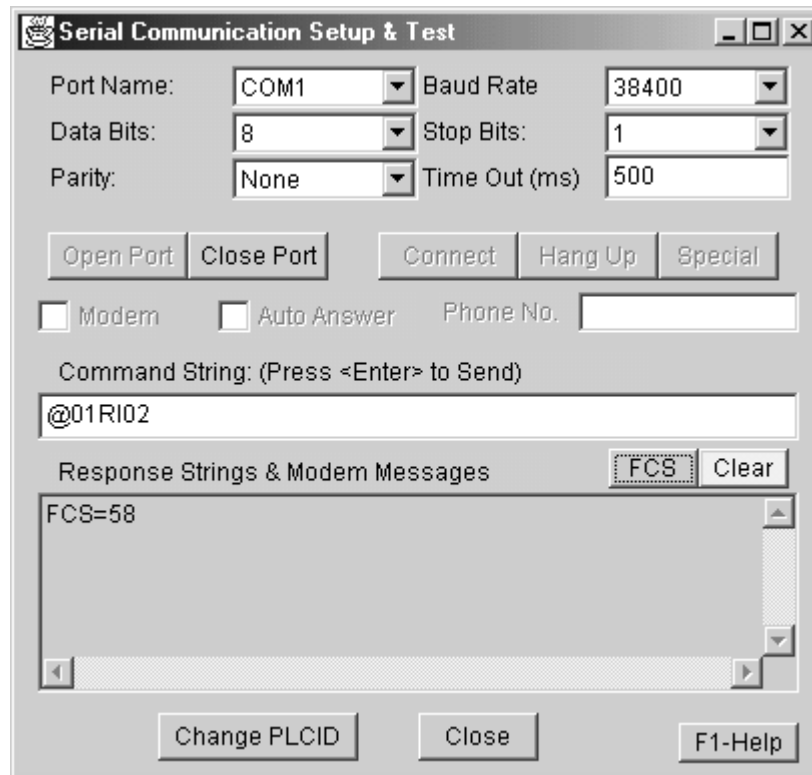 Serial Communication Setup & Test
Port Name: COM1 Baud Rate 38400
Data Bits: 8 Stop Bits: 1
Parity: None Time Out (ms) 500
Open Port Close Port Connect Hang Up Special
Modem Auto Answer Phone No.
Command String: (Press <Enter> to Send)
@01RI02
Response Strings & Modem Messages FCS Clear
FCS=58
Change PLCID Close F1-Help